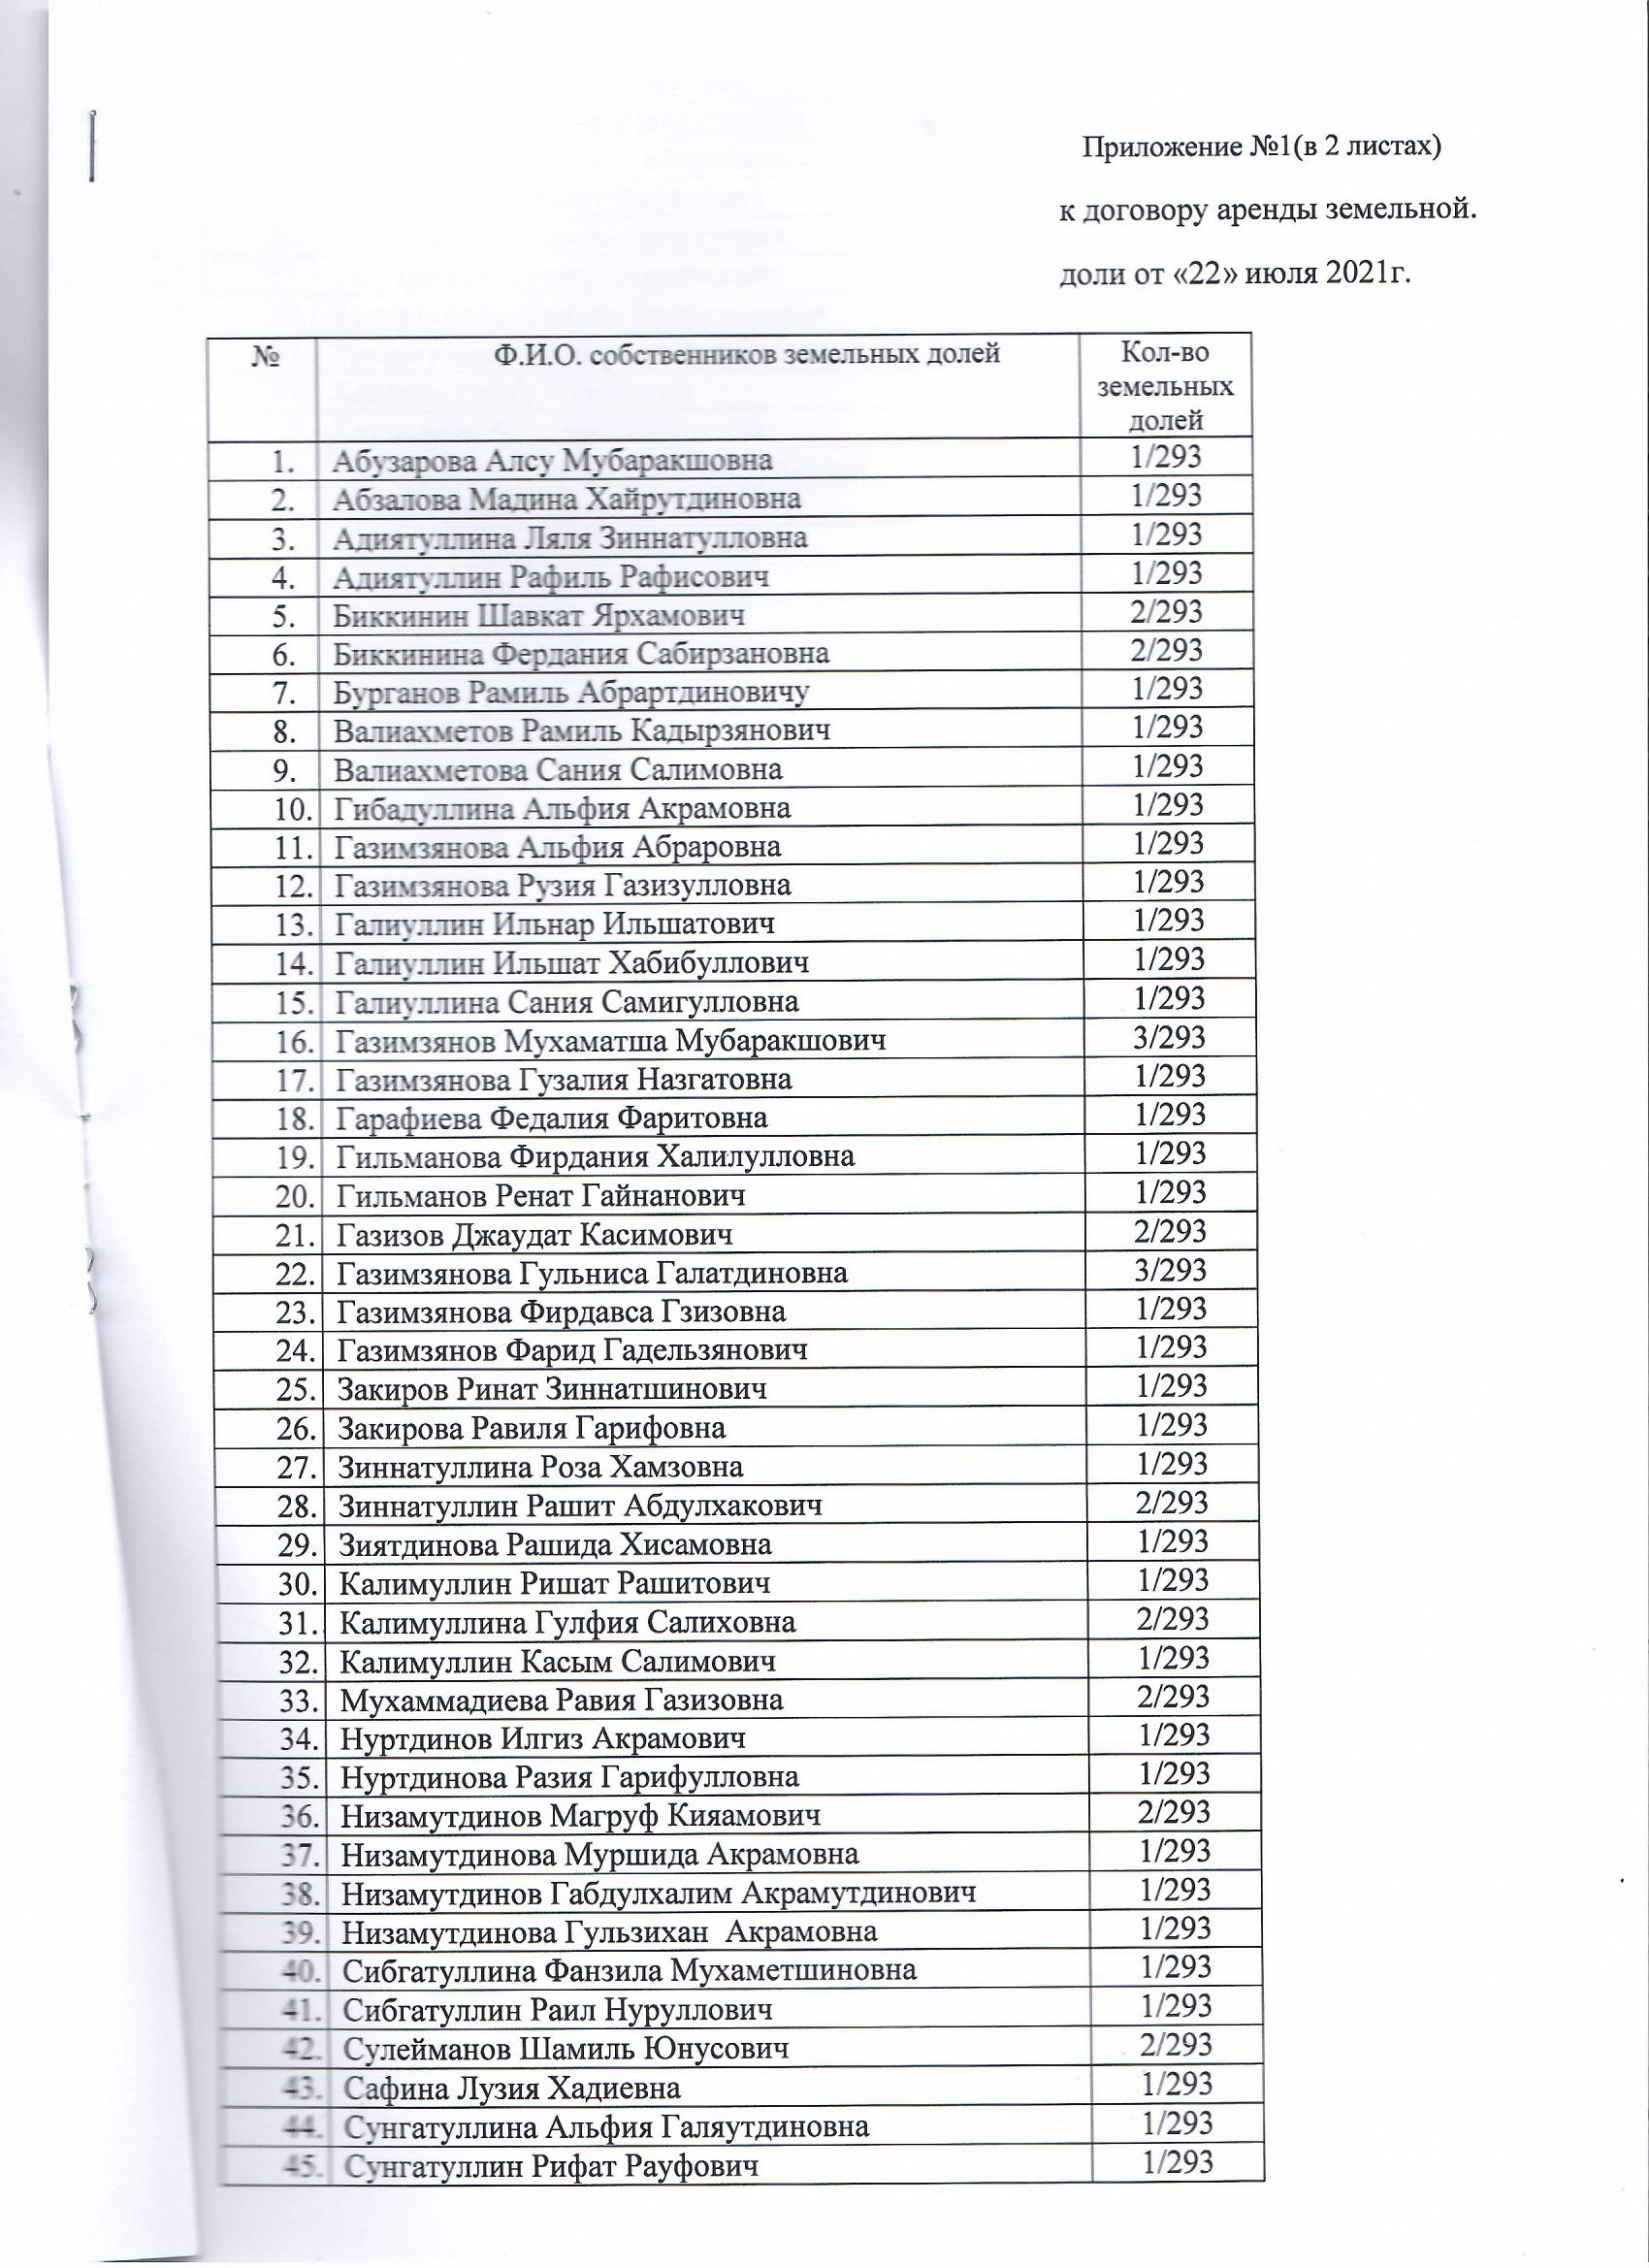 Приложение №1(в 2 листах)
к договору аренды земельной.
доли от «22» июля 2021г.
№ Ф.И.О. собственников земельных долей Кол-во
земельных
долей
1. Абузарова Алсу Мубаракшовна 1/293
2. Абзалова Мадина Хайрутдиновна 1/293
3. Адиятуллина Ляля Зиннатулловна 1/293
4. Адиятуллин Рафиль Рафисович 1/293
5. Биккинин Шавкат Ярхамович 2/293
6. Биккинина Фердания Сабирзановна 2/293
7. Бурганов Рамиль Абрартдиновичу 1/293
8. Валиахметов Рамиль Кадырзянович 1/293
9. Валиахметова Сания Салимовна 1/293
10. Гибадуллина Альфия Акрамовна 1/293
11. Газимзянова Альфия Абраровна 1/293
12. Газимзянова Рузия Газизулловна 1/293
13. Галиуллин Ильнар Ильшатович 1/293
14. Галиуллин Ильшат Хабибуллович 1/293
15. Галиуллина Сания Самигулловна 1/293
16. Газимзянов Мухаматша Мубаракшович 3/293
17. Газимзянова Гузалия Назгатовна 1/293
18. Гарафиева Федалия Фаритовна 1/293
19. Гильманова Фирдания Халилулловна 1/293
20. Гильманов Ренат Гайнанович 1/293
21. Газизов Джаудат Касимович 2/293
22. Газимзянова Гульниса Галатдиновна 3/293
23. Газимзянова Фирдавса Гзизовна 1/293
24. Газимзянов Фарид Гадельзянович 1/293
25. Закиров Ринат Зиннатшинович 1/293
26. Закирова Равиля Гарифовна 1/293
27. Зиннатуллина Роза Хамзовна 1/293
28. Зиннатуллин Рашит Абдулхакович 2/293
29. Зиятдинова Рашида Хисамовна 1/293
30. Калимуллин Ришат Рашитович 1/293
31. Калимуллина Гулфия Салиховна 2/293
32. Калимуллин Касым Салимович 1/293
33. Мухаммадиева Равия Газизовна 2/293
34. Нуртдинов Илгиз Акрамович 1/293
35. Нуртдинова Разия Гарифулловна 1/293
36. Низамутдинов Магруф Кияамович 2/293
37. Низамутдинова Муршида Акрамовна 1/293
38. Низамутдинов Габдулхалим Акрамутдинович 1/293
39. Низамутдинова Гульзихан Акрамовна 1/293
40. Сибгатуллина Фанзила Мухаметшиновна 1/293
41. Сибгатуллин Раил Нуруллович 1/293
42. Сулейманов Шамиль Юнусович 2/293
43. Сафина Лузия Хадиевна 1/293
44. Сунгатуллина Альфия Галяутдиновна 1/293
45. Сунгатуллин Рифат Рауфович 1/293